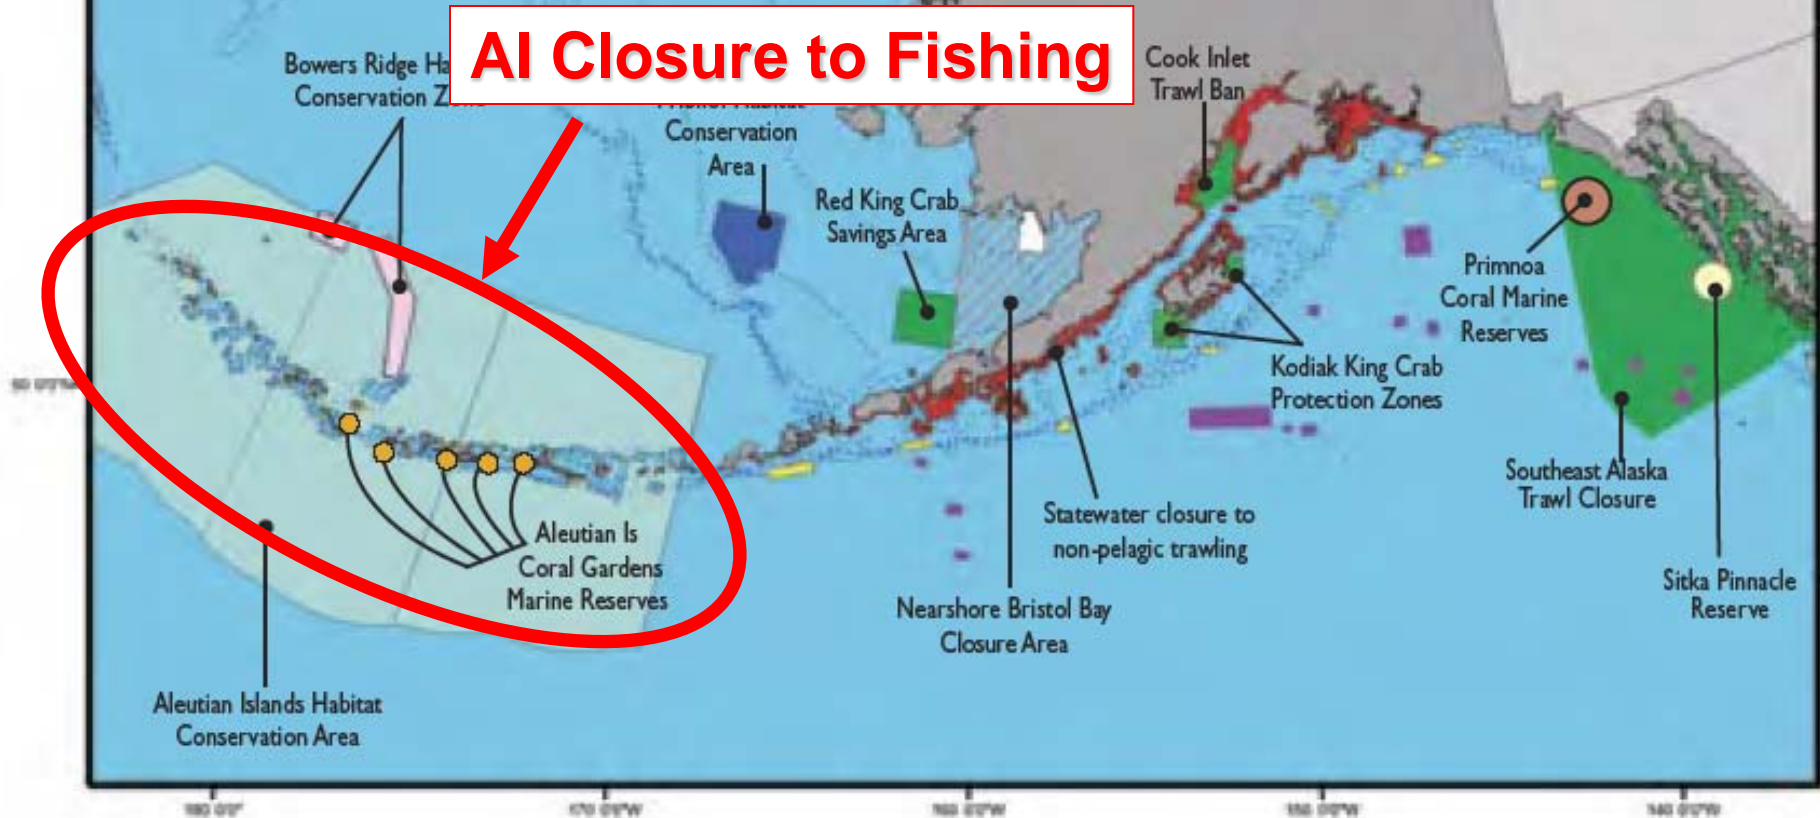 AI Closure to Fishing
Bowers Ridge
Conservation
Conservation
Area
Cook Inlet
Trawl Ban
Red King Crab
Savings Area
Primnoa
Coral Marine
Reserves
Kodiak King Crab
Protection Zones
Southeast Alaska
Trawl Closure
Sitka Pinnacle
Reserve
Statewater closure to
non-pelagic trawling
Nearshore Bristol Bay
Closure Area
Aleutian Is
Coral Gardens
Marine Reserves
Aleutian Islands Habitat
Conservation Area